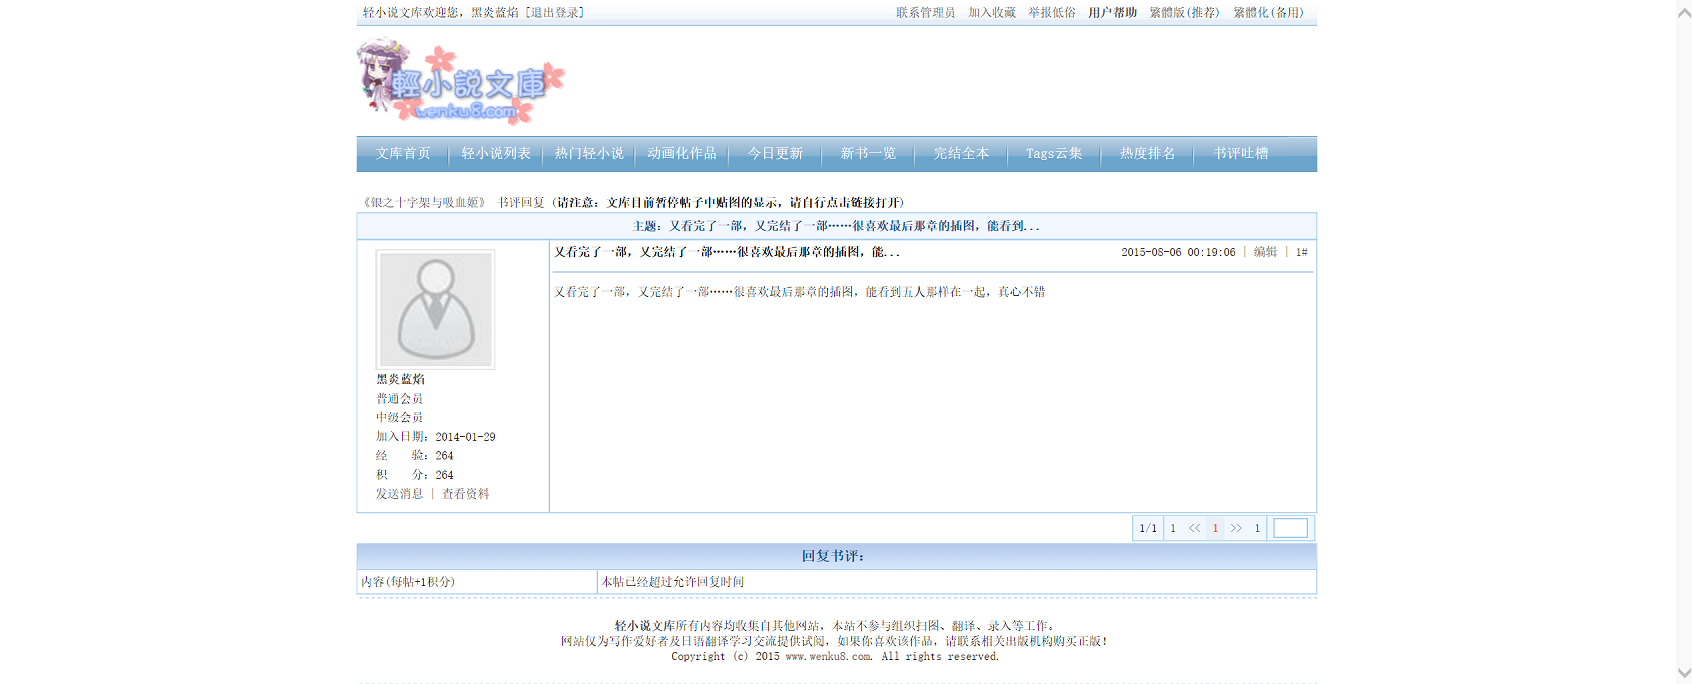 轻小说文库欢迎您，黑炎蓝焰 [退出登录]
联系管理员 加入收藏 举报低俗 用户帮助 繁體版(推荐) 繁體化(备用)
輕小説文庫
wenku8.com
文库首页 轻小说列表 热门轻小说 动画化作品 今日更新 新书一览 完结全本 Tags云集 热度排名 书评吐槽
《银之十字架与吸血姬》 书评回复 (请注意：文库目前暂停帖子中贴图的显示，请自行点击链接打开)
主题：又看完了一部，又完结了一部……很喜欢最后那章的插图，能看到...
又看完了一部，又完结了一部……很喜欢最后那章的插图，能...
2015-08-06 00:19:06 | 编辑 | 1#
又看完了一部，又完结了一部……很喜欢最后那章的插图，能看到五人那样在一起，真心不错
黑炎蓝焰
普通会员
中级会员
加入日期：2014-01-29
经 验：264
积 分：264
发送消息 | 查看资料
1/1 1 << 1 >> 1
回复书评：
内容(每帖+1积分) 本帖已经超过允许回复时间
轻小说文库所有内容均收集自其他网站，本站不参与组织扫图、翻译、录入等工作。
网站仅为写作爱好者及日语翻译学习交流提供试阅，如果你喜欢该作品，请联系相关出版机构购买正版！
Copyright (c) 2015 www.wenku8.com. All rights reserved.